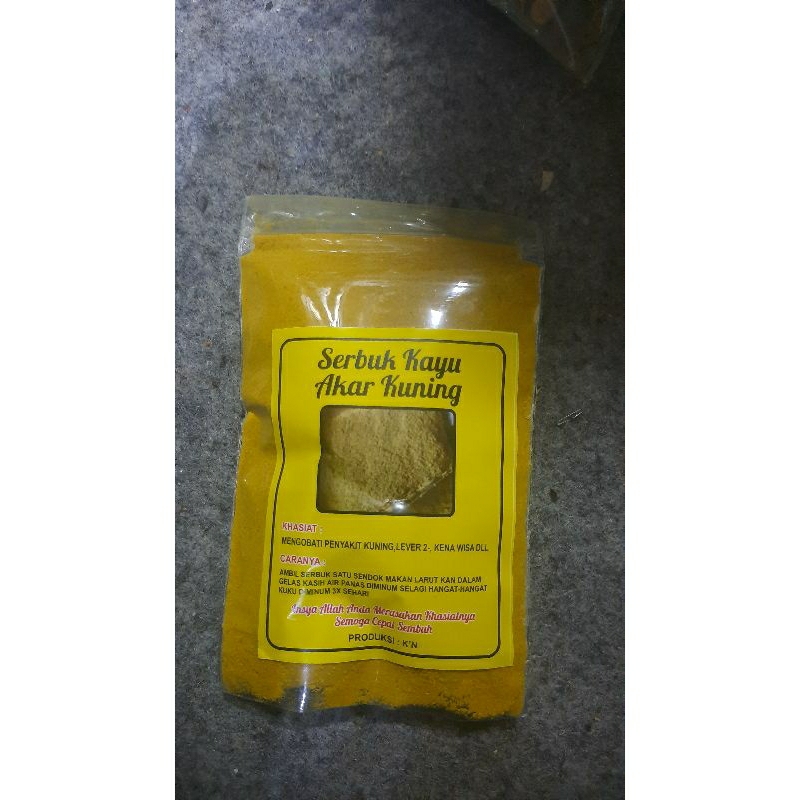 Serbuk Kayu
Akar Kuning
KHASIAT :
MENGOBATI PENYAKIT KUNING, LEVER 2-, KENA WISA DLL
CARANYA :
AMBIL SERBUK SATU SENDOK MAKAN LARUT KAN DALAM
GELAS KASIH AIR PANAS DIMINUM SELAGI HANGAT-HANGAT
KUKU DIMINUM 3X SEHARI
Insya Allah Anda Merasakan Khasiatnya
Semoga Cepat Sembuh
PRODUKSI : K'N